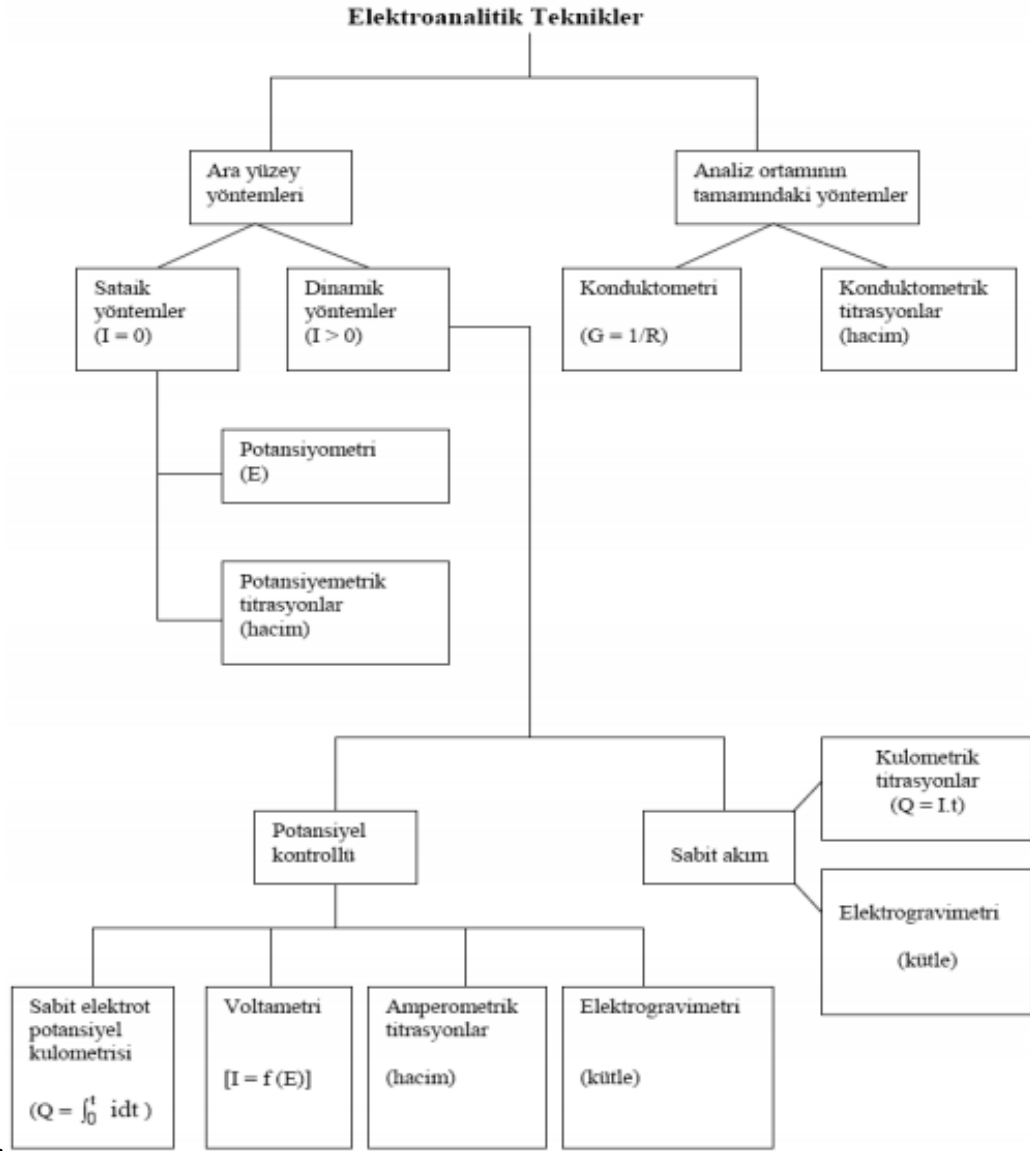 Elektroanalitik Teknikler
Ara yüzey
yöntemleri
Analiz ortamının
tamamındaki yöntemler
Sataik
yöntemler
(I = 0)
Dinamik
yöntemler
(I > 0)
Konduktometri
(G = 1/R)
Konduktometrik
titrasyonlar
(hacim)
Potansiyometri
(E)
Potansiyemetrik
titrasyonlar
(hacim)
Potansiyel
kontrollü
Sabit akım
Kulometrik
titrasyonlar
(Q = I.t)
Elektrogravimetri
(kütle)
Sabit elektrot
potansiyel
kulometrisi
(Q = ∫₀ᵗ idt )
Voltametri
[I = f (E)]
Amperometrik
titrasyonlar
(hacim)
Elektrogravimetri
(kütle)